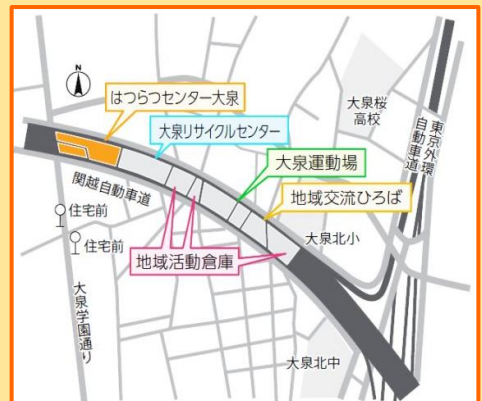 はつらつセンター大泉
大泉リサイクルセンター
大泉桜
高校
東京外環
自動車道
大泉運動場
関越自動車道
地域交流ひろば
住宅前
住宅前
大泉北小
地域活動倉庫
大泉学園通り
大泉北中